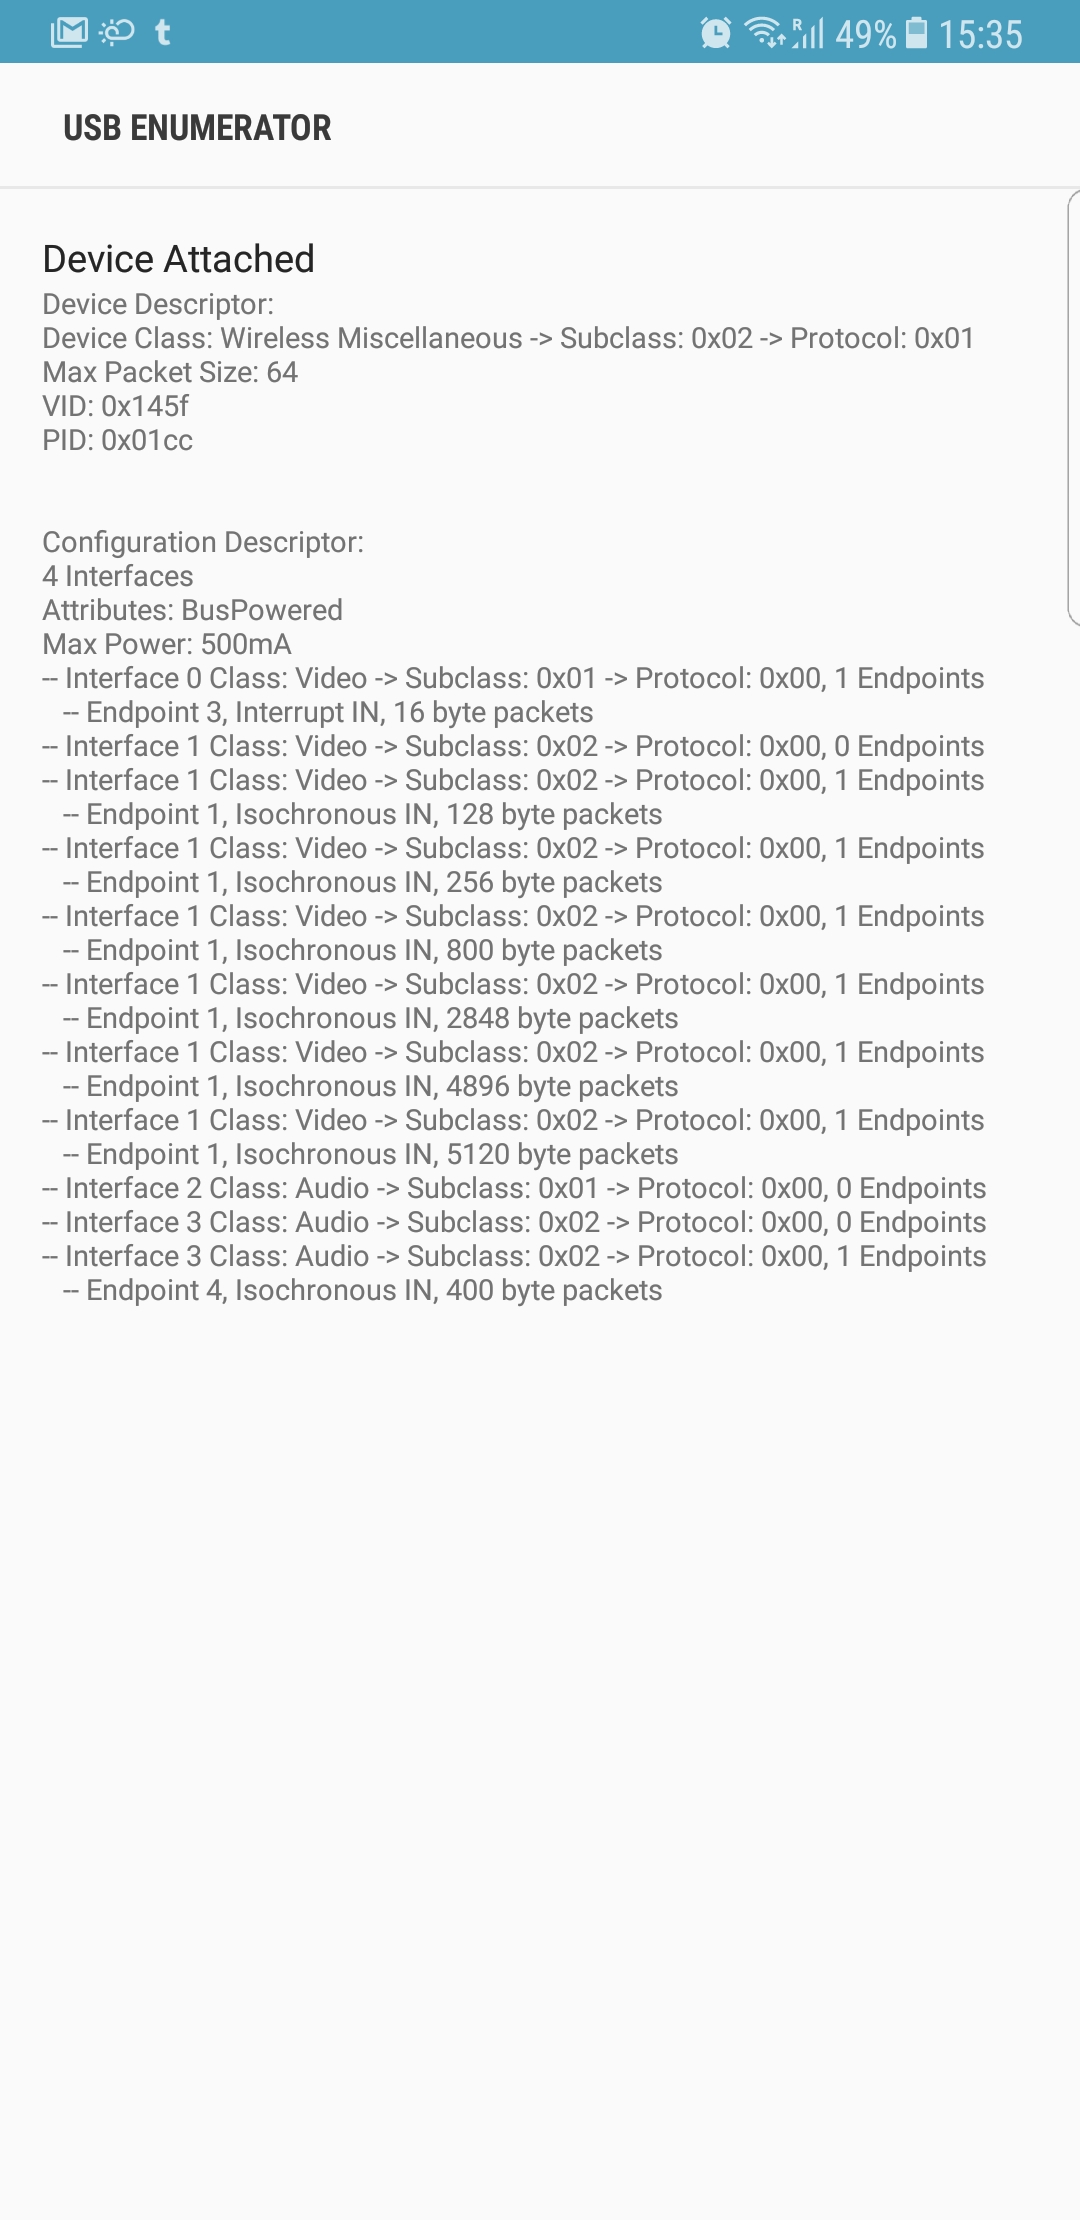 49% 15:35
USB ENUMERATOR
Device Attached
Device Descriptor:
Device Class: Wireless Miscellaneous -> Subclass: 0x02 -> Protocol: 0x01
Max Packet Size: 64
VID: 0x145f
PID: 0x01cc
Configuration Descriptor:
4 Interfaces
Attributes: BusPowered
Max Power: 500mA
-- Interface 0 Class: Video -> Subclass: 0x01 -> Protocol: 0x00, 1 Endpoints
-- Endpoint 3, Interrupt IN, 16 byte packets
-- Interface 1 Class: Video -> Subclass: 0x02 -> Protocol: 0x00, 0 Endpoints
-- Interface 1 Class: Video -> Subclass: 0x02 -> Protocol: 0x00, 1 Endpoints
-- Endpoint 1, Isochronous IN, 128 byte packets
-- Interface 1 Class: Video -> Subclass: 0x02 -> Protocol: 0x00, 1 Endpoints
-- Endpoint 1, Isochronous IN, 256 byte packets
-- Interface 1 Class: Video -> Subclass: 0x02 -> Protocol: 0x00, 1 Endpoints
-- Endpoint 1, Isochronous IN, 800 byte packets
-- Interface 1 Class: Video -> Subclass: 0x02 -> Protocol: 0x00, 1 Endpoints
-- Endpoint 1, Isochronous IN, 2848 byte packets
-- Interface 1 Class: Video -> Subclass: 0x02 -> Protocol: 0x00, 1 Endpoints
-- Endpoint 1, Isochronous IN, 4896 byte packets
-- Interface 1 Class: Video -> Subclass: 0x02 -> Protocol: 0x00, 1 Endpoints
-- Endpoint 1, Isochronous IN, 5120 byte packets
-- Interface 2 Class: Audio -> Subclass: 0x01 -> Protocol: 0x00, 0 Endpoints
-- Interface 3 Class: Audio -> Subclass: 0x02 -> Protocol: 0x00, 0 Endpoints
-- Interface 3 Class: Audio -> Subclass: 0x02 -> Protocol: 0x00, 1 Endpoints
-- Endpoint 4, Isochronous IN, 400 byte packets